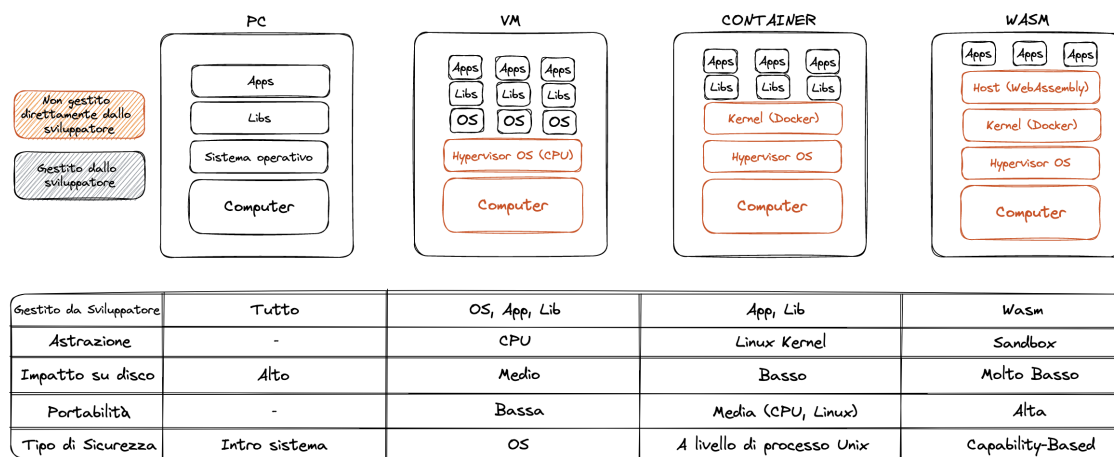 PC
VM
CONTAINER
WASM
Non gestito
direttamente dallo
sviluppatore
Gestito dallo
sviluppatore
Apps
Libs
Sistema operativo
Computer
Apps Apps Apps
Libs Libs Libs
OS OS OS
Hypervisor OS (CPU)
Computer
Apps Apps Apps
Libs Libs Libs
Kernel (Docker)
Hypervisor OS
Computer
Apps Apps Apps
Host (WebAssembly)
Kernel (Docker)
Hypervisor OS
Computer
Gestito da Sviluppatore Tutto OS, App, Lib App, Lib Wasm
Astrazione - CPU Linux Kernel Sandbox
Impatto su disco Alto Medio Basso Molto Basso
Portabilità - Bassa Media (CPU, Linux) Alta
Tipo di Sicurezza Intro sistema OS A livello di processo Unix Capability-Based